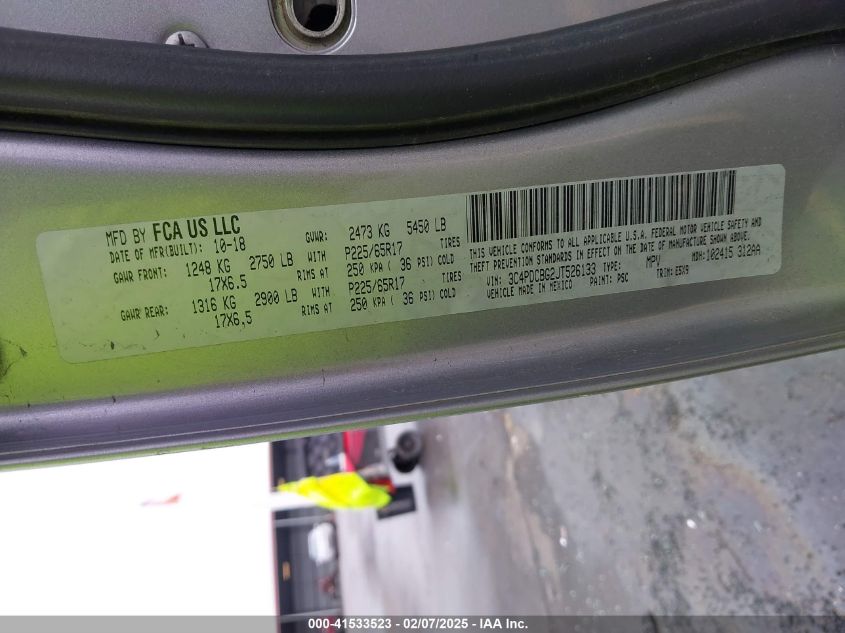 MFD BY FCA US LLC
DATE OF MFR(BUILT): 10-18 GVWR: 2473 KG 5450 LB
GAWR FRONT: 1248 KG 2750 LB WITH P225/65R17 TIRES
17X6.5 RIMS AT 250 KPA ( 36 PSI) COLD
GAWR REAR: 1316 KG 2900 LB WITH P225/65R17 TIRES
17X6.5 RIMS AT 250 KPA ( 36 PSI) COLD
THIS VEHICLE CONFORMS TO ALL APPLICABLE U.S.A. FEDERAL MOTOR VEHICLE SAFETY AND
THEFT PREVENTION STANDARDS IN EFFECT ON THE DATE OF MANUFACTURE SHOWN ABOVE.
VIN: 3C4PDCBG2JT526133 TYPE: MPV MDH: 102415 312AA
VEHICLE MADE IN MEXICO PAINT: PSC TRIM: E5X9
000-41533523 - 02/07/2025 - IAA Inc.